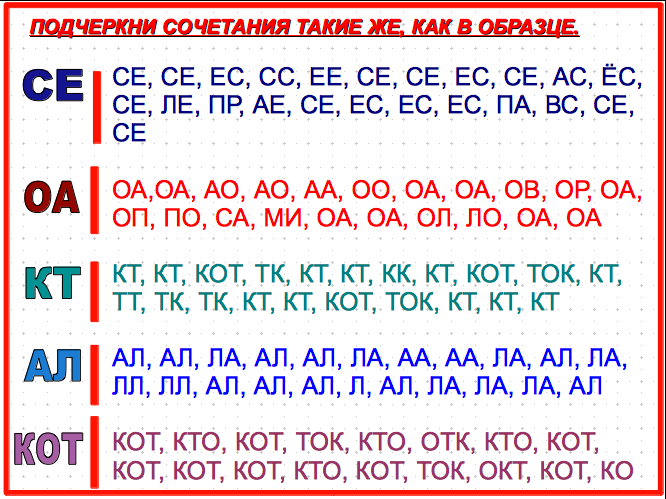 ПОДЧЕРКНИ СОЧЕТАНИЯ ТАКИЕ ЖЕ, КАК В ОБРАЗЦЕ.
СЕ
СЕ, СЕ, ЕС, СС, ЕЕ, СЕ, СЕ, ЕС, СЕ, АС, ЁС,
СЕ, ЛЕ, ПР, АЕ, СЕ, ЕС, ЕС, ЕС, ПА, ВС, СЕ,
СЕ
ОА
ОА,ОА, АО, АО, АА, ОО, ОА, ОА, ОВ, ОР, ОА,
ОП, ПО, СА, МИ, ОА, ОА, ОЛ, ЛО, ОА, ОА
КТ
КТ, КТ, КОТ, ТК, КТ, КТ, КК, КТ, КОТ, ТОК, КТ,
ТТ, ТК, ТК, КТ, КТ, КОТ, ТОК, КТ, КТ, КТ
АЛ
АЛ, АЛ, ЛА, АЛ, АЛ, ЛА, АА, АА, ЛА, АЛ, ЛА,
ЛЛ, ЛЛ, АЛ, АЛ, АЛ, Л, АЛ, ЛА, ЛА, ЛА, АЛ
КОТ
КОТ, КТО, КОТ, ТОК, КТО, ОТК, КТО, КОТ,
КОТ, КОТ, КОТ, КТО, КОТ, ТОК, ОКТ, КОТ, КО